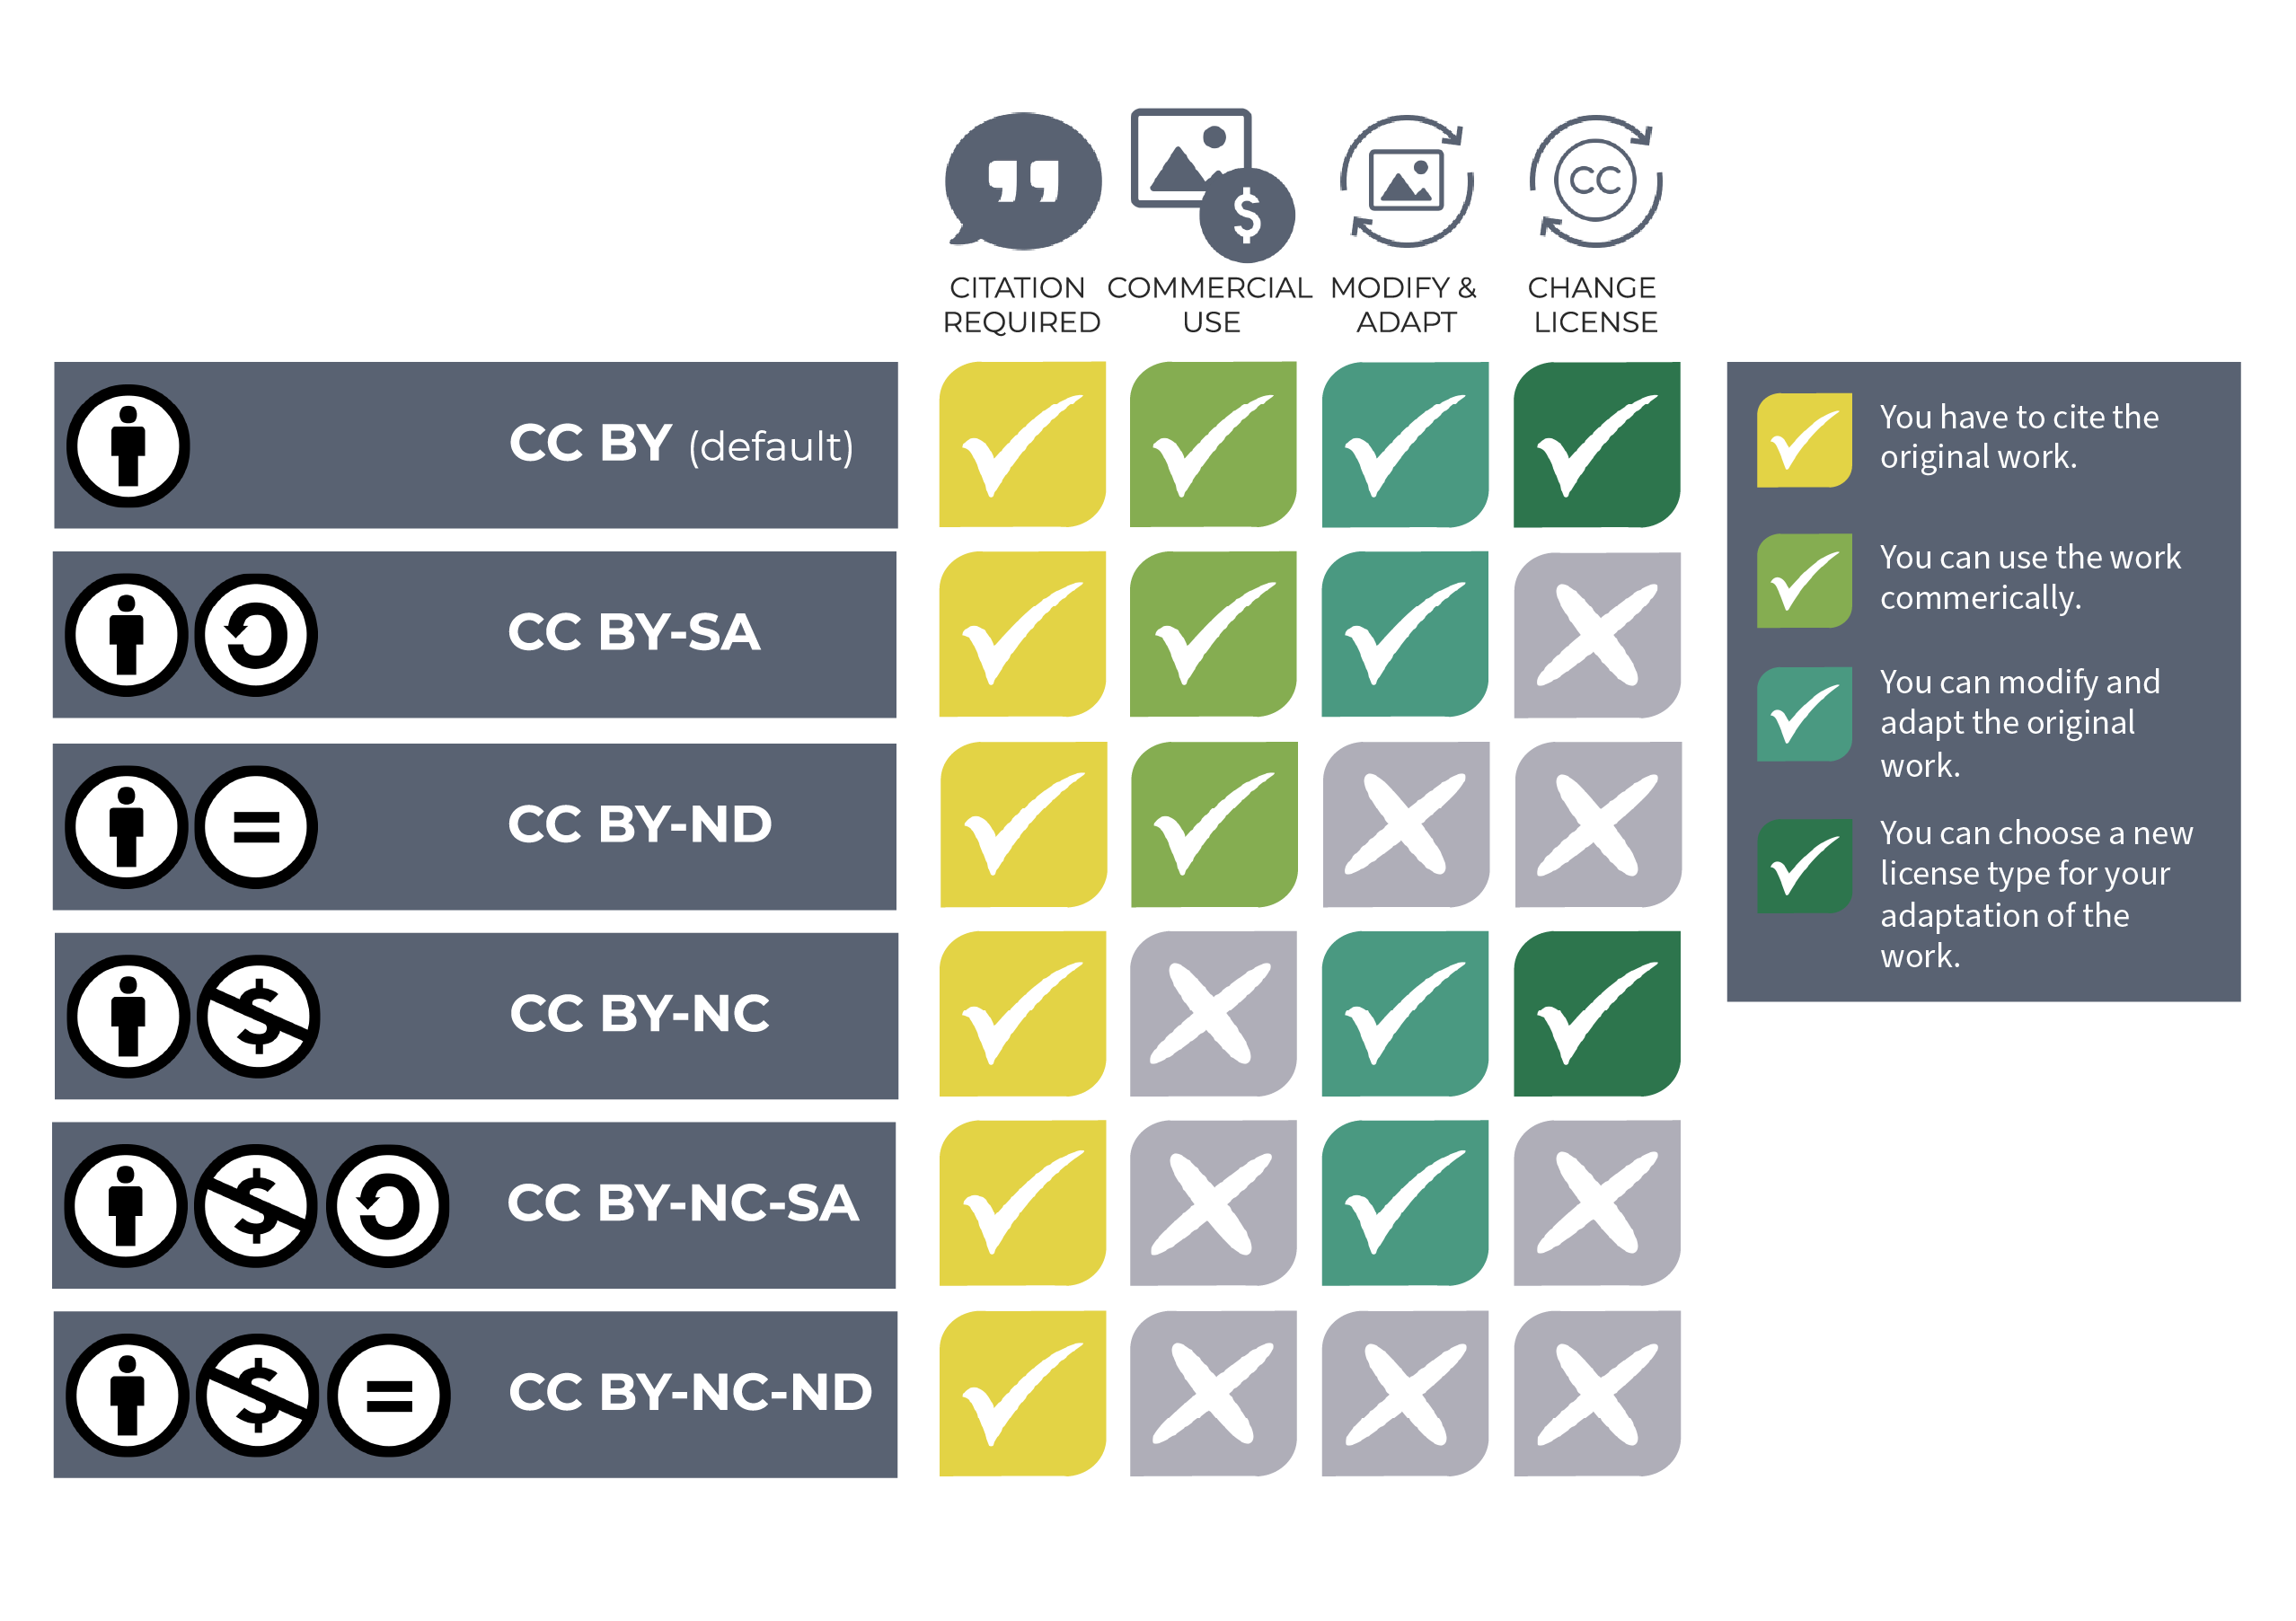 CITATION
REQUIRED
COMMERCIAL
USE
MODIFY &
ADAPT
CHANGE
LICENSE
CC BY (default)
CC BY-SA
CC BY-ND
CC BY-NC
CC BY-NC-SA
CC BY-NC-ND
You have to cite the
original work.
You can use the work
commerically.
You can modify and
adapt the original
work.
You can choose a new
license type for your
adaptation of the
work.